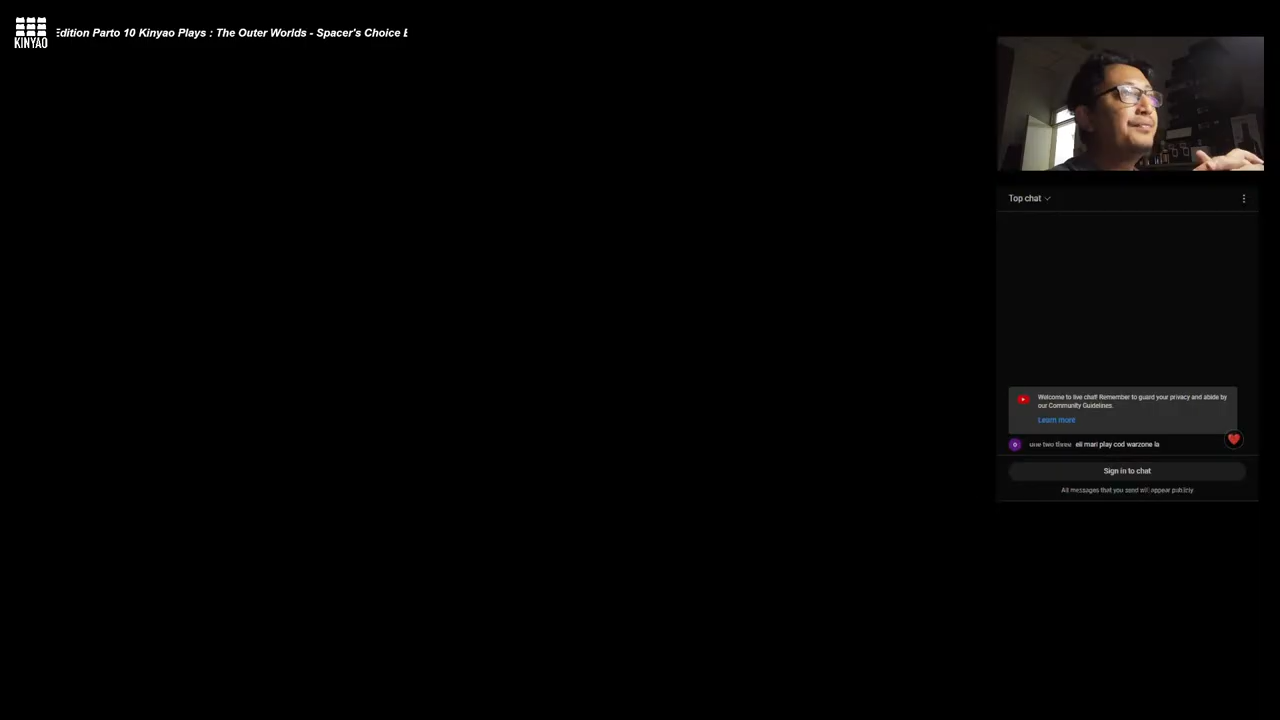 KINYAO
Edition Parto 10 Kinyao Plays : The Outer Worlds - Spacer's Choice E
Top chat
Welcome to live chat! Remember to guard your privacy and abide by
our Community Guidelines.
Learn more
one two three eii mari play cod warzone la
Sign in to chat
All messages that you send will appear publicly